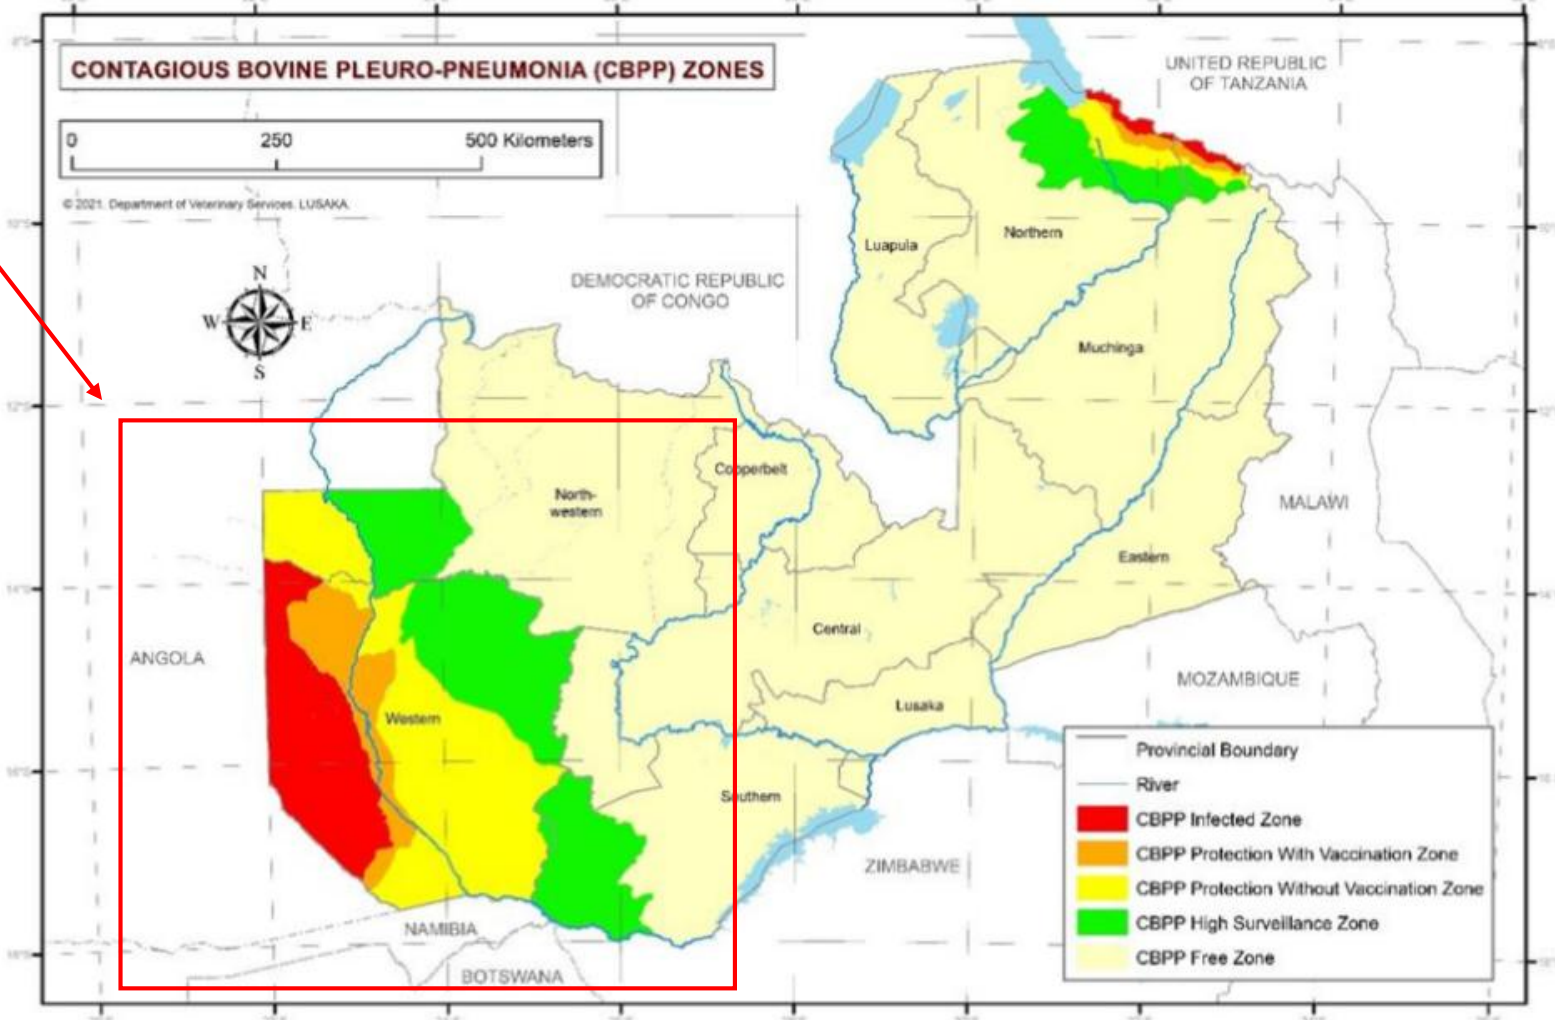 CONTAGIOUS BOVINE PLEURO-PNEUMONIA (CBPP) ZONES
0 250 500 Kilometers
© 2021. Department of Veterinary Services. LUSAKA.
N
W E
S
UNITED REPUBLIC
OF TANZANIA
DEMOCRATIC REPUBLIC
OF CONGO
Luapula
Northern
Muchinga
Copperbelt
North-
western
MALAWI
Eastern
Central
ANGOLA
MOZAMBIQUE
Lusaka
Western
Southern
ZIMBABWE
NAMIBIA
BOTSWANA
Provincial Boundary
River
CBPP Infected Zone
CBPP Protection With Vaccination Zone
CBPP Protection Without Vaccination Zone
CBPP High Surveillance Zone
CBPP Free Zone